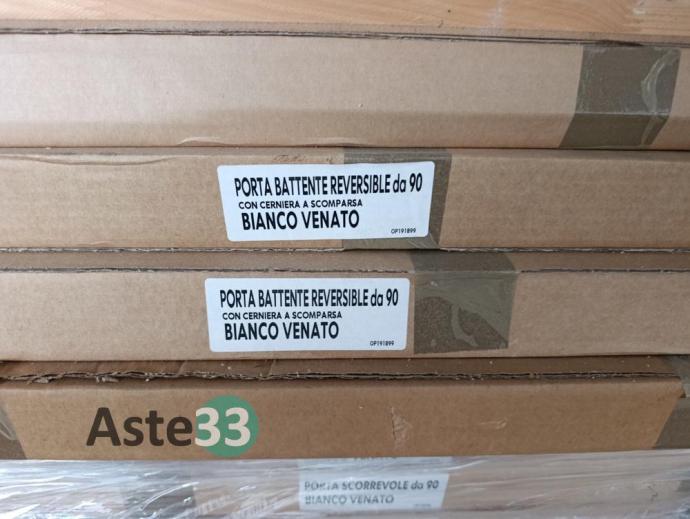 PORTA BATTENTE REVERSIBLE da 90
CON CERNIERA A SCOMPARSA
BIANCO VENATO
OP191899
PORTA BATTENTE REVERSIBLE da 90
CON CERNIERA A SCOMPARSA
BIANCO VENATO
OP191899
Aste33
PORTA SCORREVOLE da 90
BIANCO VENATO